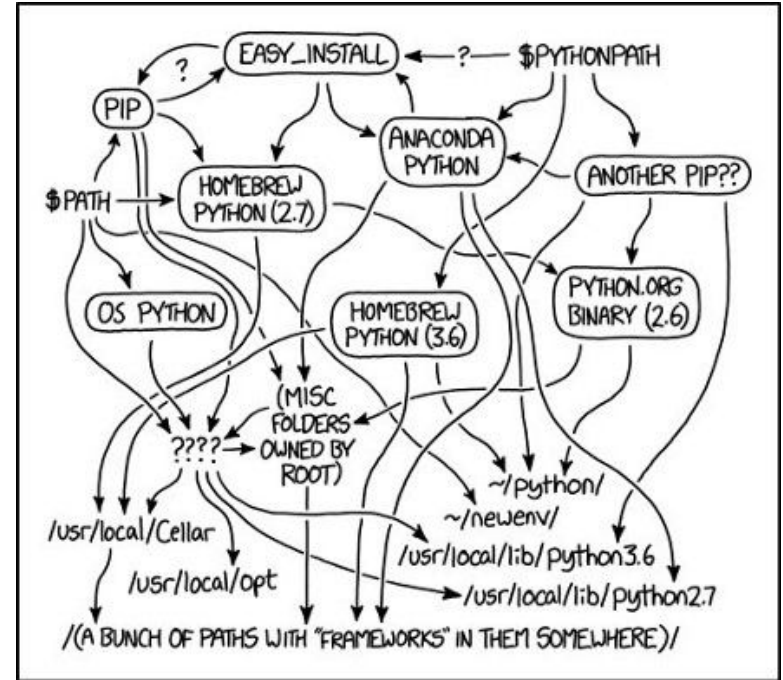 EASY_INSTALL
?
$PYTHONPATH
?
PIP
ANACONDA
PYTHON
ANOTHER PIP??
HOMEBREW
PYTHON (2.7)
$PATH
OS PYTHON
HOMEBREW
PYTHON (3.6)
PYTHON.ORG
BINARY (2.6)
(MISC
FOLDERS
OWNED BY
ROOT)
????
~/python/
~/newenv/
/usr/local/Cellar
/usr/local/opt
/usr/local/lib/python3.6
/usr/local/lib/python2.7
/(A BUNCH OF PATHS WITH "FRAMEWORKS" IN THEM SOMEWHERE)/